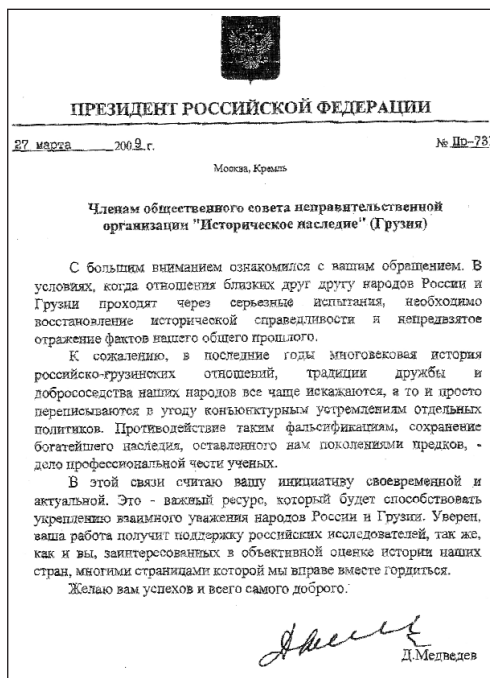 ПРЕЗИДЕНТ РОССИЙСКОЙ ФЕДЕРАЦИИ
27 марта 2009 г. № Пр-73
Москва, Кремль
Членам общественного совета неправительственной
организации "Историческое наследие" (Грузия)
С большим вниманием ознакомился с вашим обращением. В
условиях, когда отношения близких друг другу народов России и
Грузии проходят через серьезные испытания, необходимо
восстановление исторической справедливости и непредвзятое
отражение фактов нашего общего прошлого.
К сожалению, в последние годы многовековая история
российско-грузинских отношений, традиции дружбы и
добрососедства наших народов все чаще искажаются, а то и просто
переписываются в угоду конъюнктурным устремлениям отдельных
политиков. Противодействие таким фальсификациям, сохранение
богатейшего наследия, оставленного нам поколениями предков, -
дело профессиональной чести ученых.
В этой связи считаю вашу инициативу своевременной и
актуальной. Это - важный ресурс, который будет способствовать
укреплению взаимного уважения народов России и Грузии. Уверен,
ваша работа получит поддержку российских исследователей, так же,
как и вы, заинтересованных в объективной оценке истории наших
стран, многими страницами которой мы вправе вместе гордиться.
Желаю вам успехов и всего самого доброго.
Д.Медведев